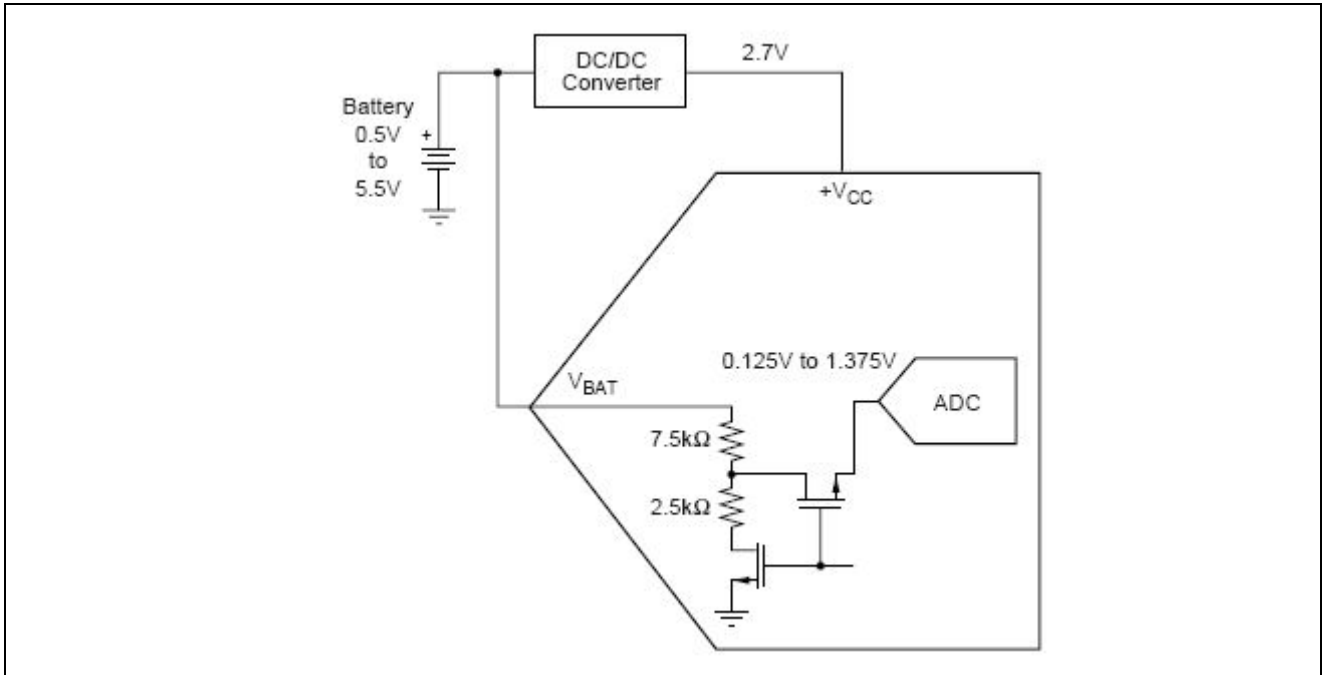 DC/DC
Converter
2.7V
Battery
0.5V
to
5.5V
+
+VCC
0.125V to 1.375V
VBAT
ADC
7.5kΩ
2.5kΩ